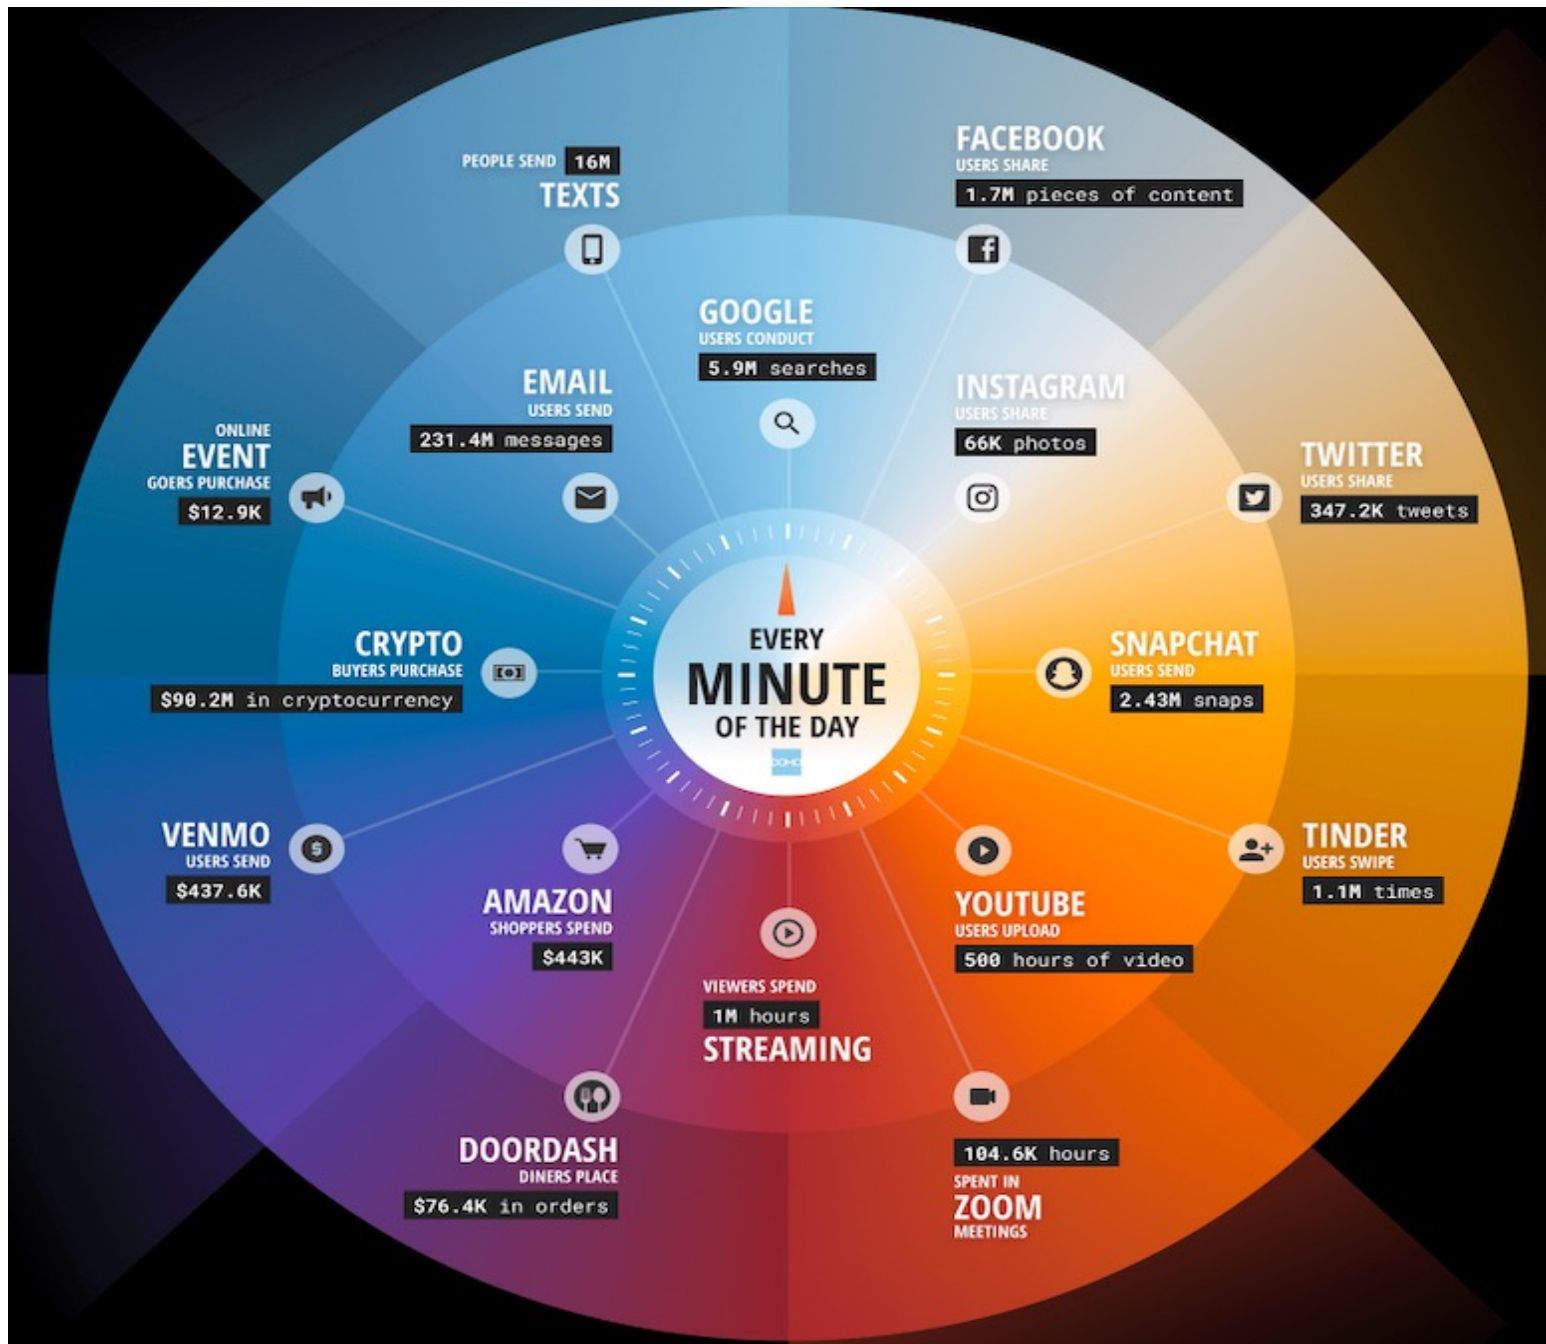 PEOPLE SEND 16M
TEXTS
FACEBOOK
USERS SHARE
1.7M pieces of content
GOOGLE
USERS CONDUCT
5.9M searches
EMAIL
USERS SEND
231.4M messages
INSTAGRAM
USERS SHARE
66K photos
ONLINE
EVENT
GOERS PURCHASE
$12.9K
TWITTER
USERS SHARE
347.2K tweets
CRYPTO
BUYERS PURCHASE
$90.2M in cryptocurrency
EVERY
MINUTE
OF THE DAY
DOMO
SNAPCHAT
USERS SEND
2.43M snaps
VENMO
USERS SEND
$437.6K
TINDER
USERS SWIPE
1.1M times
AMAZON
SHOPPERS SPEND
$443K
YOUTUBE
USERS UPLOAD
500 hours of video
VIEWERS SPEND
1M hours
STREAMING
DOORDASH
DINERS PLACE
$76.4K in orders
104.6K hours
SPENT IN
ZOOM
MEETINGS